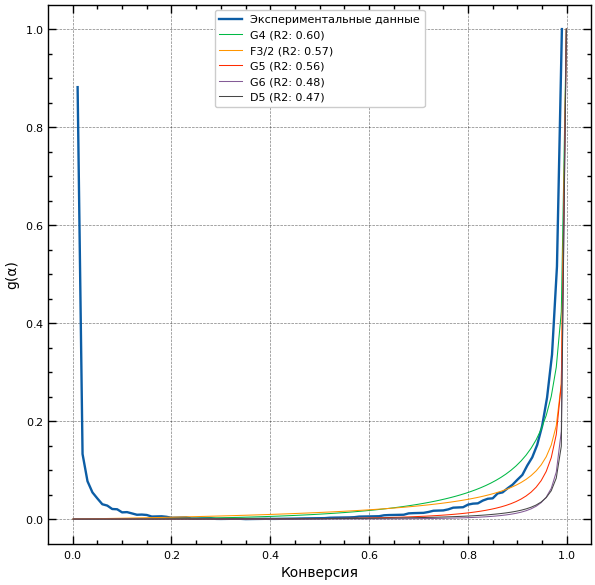 Экспериментальные данные
G4 (R2: 0.60)
F3/2 (R2: 0.57)
G5 (R2: 0.56)
G6 (R2: 0.48)
D5 (R2: 0.47)
1.0
0.8
0.6
0.4
0.2
0.0
g(α)
0.0 0.2 0.4 0.6 0.8 1.0
Конверсия